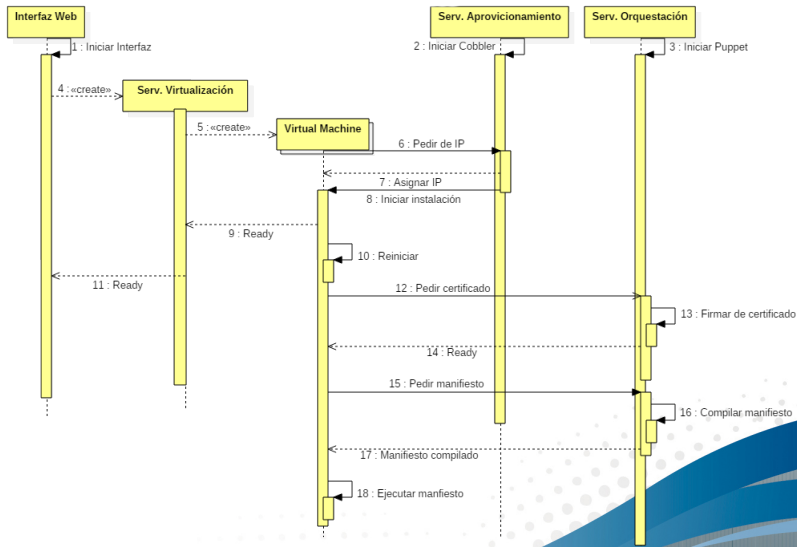 Interfaz Web
Serv. Aprovicionamiento
Serv. Orquestación
1 : Iniciar Interfaz
2 : Iniciar Cobbler
3 : Iniciar Puppet
4 : «create»
Serv. Virtualización
5 : «create»
Virtual Machine
6 : Pedir de IP
7 : Asignar IP
8 : Iniciar instalación
9 : Ready
10 : Reiniciar
11 : Ready
12 : Pedir certificado
13 : Firmar de certificado
14 : Ready
15 : Pedir manifiesto
16 : Compilar manifiesto
17 : Manifiesto compilado
18 : Ejecutar manfiesto